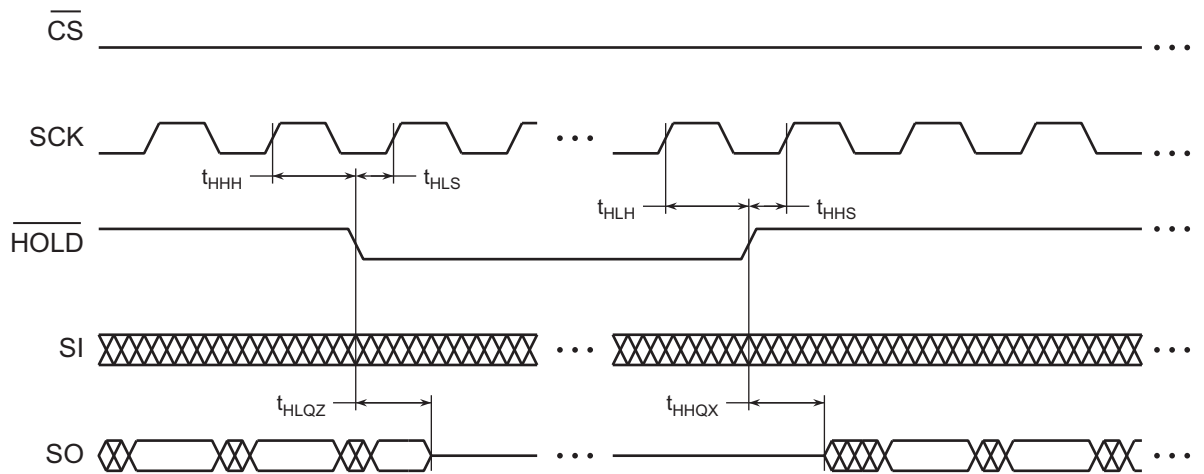 CS
SCK
tHHH
tHLS
tHLH
tHHS
HOLD
SI
tHLQZ
tHHQX
SO